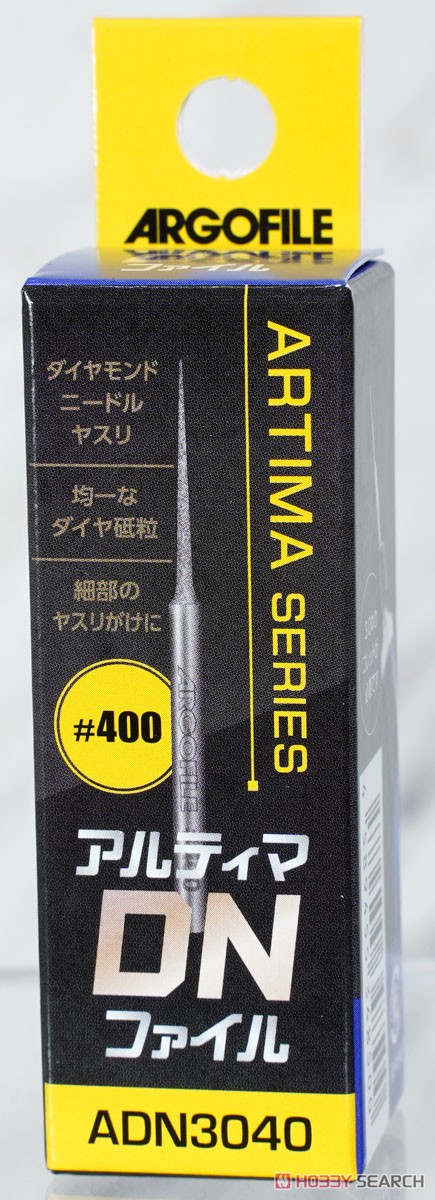 ARGOFILE
ファイル
ARTIMA SERIES
ダイヤモンド
ニードル
ヤスリ
均一な
ダイヤ砥粒
細部の
ヤスリがけに
#400
ARGOFILE
アルティマ
DN
ファイル
ADN3040
HOBBY SEARCH